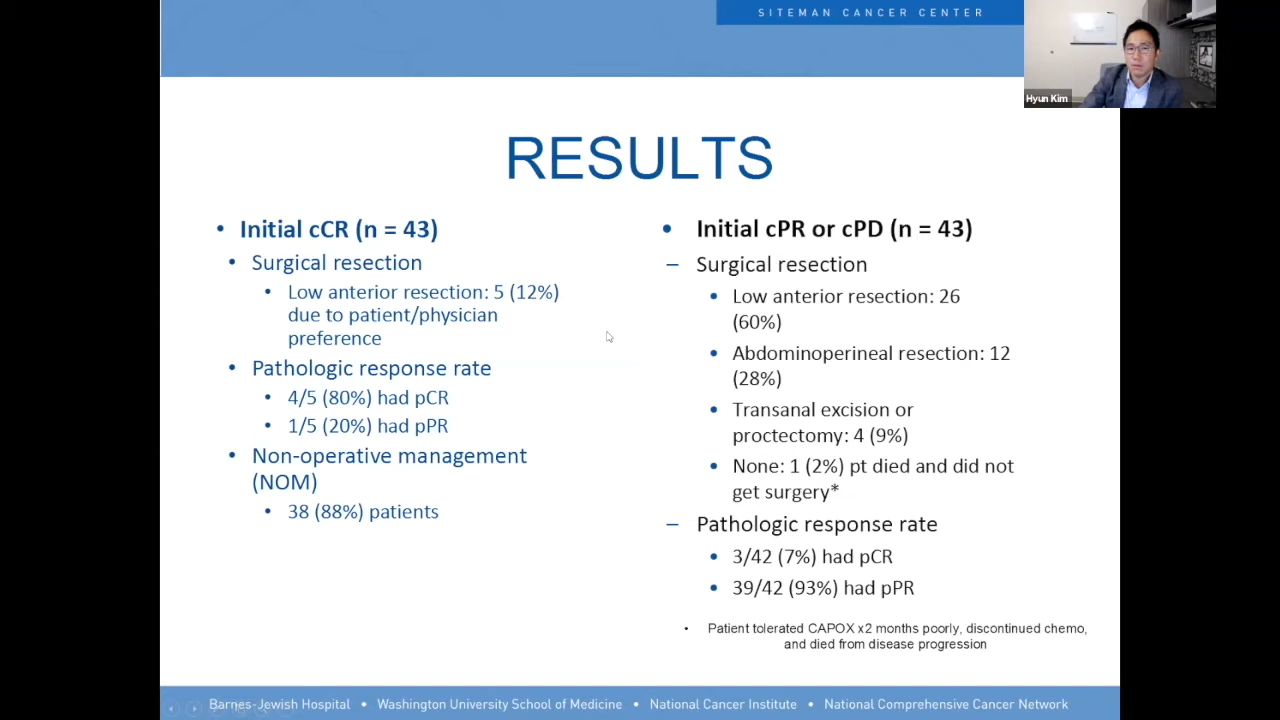 SITEMAN CANCER CENTER
Hyun Kim
RESULTS
• Initial cCR (n = 43)
• Surgical resection
• Low anterior resection: 5 (12%)
due to patient/physician
preference
• Pathologic response rate
• 4/5 (80%) had pCR
• 1/5 (20%) had pPR
• Non-operative management
(NOM)
• 38 (88%) patients
• Initial cPR or cPD (n = 43)
– Surgical resection
• Low anterior resection: 26
(60%)
• Abdominoperineal resection: 12
(28%)
• Transanal excision or
proctectomy: 4 (9%)
• None: 1 (2%) pt died and did not
get surgery*
– Pathologic response rate
• 3/42 (7%) had pCR
• 39/42 (93%) had pPR
• Patient tolerated CAPOX x2 months poorly, discontinued chemo,
and died from disease progression
Barnes-Jewish Hospital • Washington University School of Medicine • National Cancer Institute • National Comprehensive Cancer Network